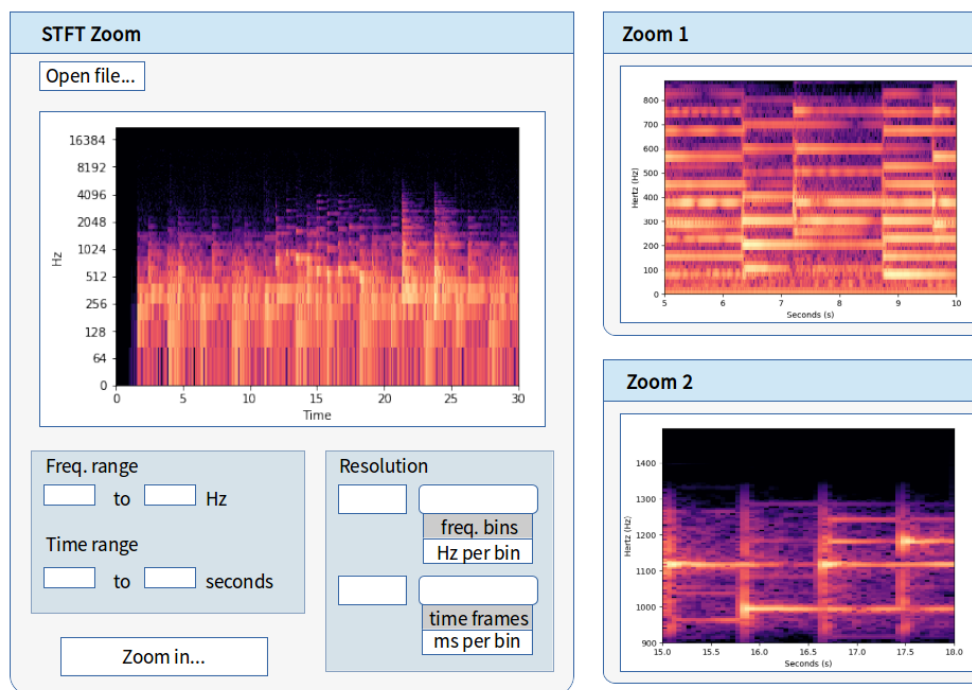 STFT Zoom
Open file...
16384
8192
4096
2048
1024
512
256
128
64
0
Hz
0 5 10 15 20 25 30
Time
Freq. range
to Hz
Time range
to seconds
Zoom in...
Resolution
freq. bins
Hz per bin
time frames
ms per bin
Zoom 1
800
700
600
500
400
300
200
100
0
Hertz (Hz)
5 6 7 8 9 10
Seconds (s)
Zoom 2
1400
1300
1200
1100
1000
900
Hertz (Hz)
15.0 15.5 16.0 16.5 17.0 17.5 18.0
Seconds (s)